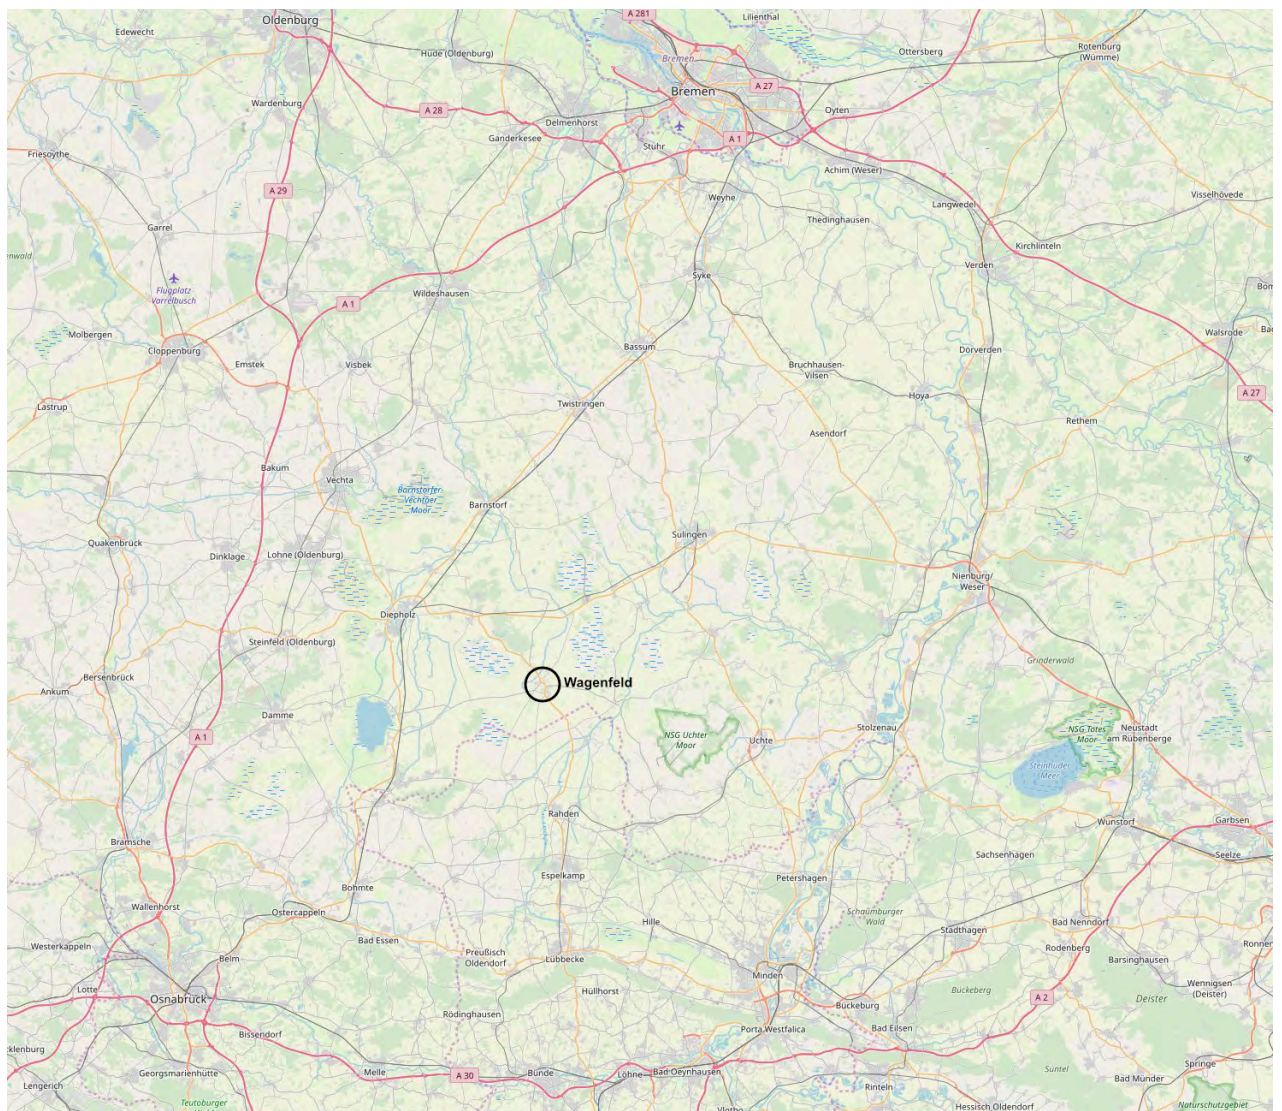 Oldenburg
A 281
Lilienthal
Edewecht
Hude (Oldenburg)
Ottersberg
Rotenburg
(Wümme)
Bremen
A 27
Bremen
Wardenburg
A 28
Delmenhorst
Oyten
Ganderkesee
A 1
Stuhr
Friesoythe
Achim (Weser)
A 29
Weyhe
Visselhövede
Langwedel
Thedinghausen
Garrel
Kirchlinteln
enwald
Verden
Syke
Flugplatz
Varrelbusch
Wildeshausen
A 1
Molbergen
Walsrode
Cloppenburg
Bassum
Dörverden
Emstek
Visbek
Bruchhausen-
Vilsen
A 27
Hoya
Lastrup
Twistringen
Rethem
Asendorf
Bakum
Vechta
Barnstorfer-
Vechtaer
Moor
Barnstorf
Sulingen
Quakenbrück
Dinklage
Lohne (Oldenburg)
Nienburg/
Weser
Diepholz
Steinfeld (Oldenburg)
Grinderwald
Bersenbrück
Ankum
Wagenfeld
Damme
Stolzenau
NSG Totes
Moor
Neustadt
am Rübenberge
A 1
NSG Uchter
Moor
Uchte
Steinhuder
Meer
Rahden
Wunstorf
Garbsen
Bramsche
Sachsenhagen
Seelze
Espelkamp
Petershagen
Bohmte
Wallenhorst
Ostercappeln
Schaumburger
Wald
Hille
Bad Nenndorf
Stadthagen
Westerkappeln
Bad Essen
Preußisch
Oldendorf
Rodenberg
Belm
Lübbecke
Barsinghausen
Minden
Lotte
Osnabrück
Hüllhorst
Bückeberg
Wennigsen
(Deister)
A 2
Deister
Bückeburg
Rödinghausen
Porta Westfalica
Bad Eilsen
Bissendorf
Melle
A 30
Bünde
Löhne
Bad Oeynhausen
Süntel
Springe
Georgsmarienhütte
Lengerich
Rinteln
Bad Münder
Teutoburger
Hessisch Oldendorf
Naturschutzgebiet